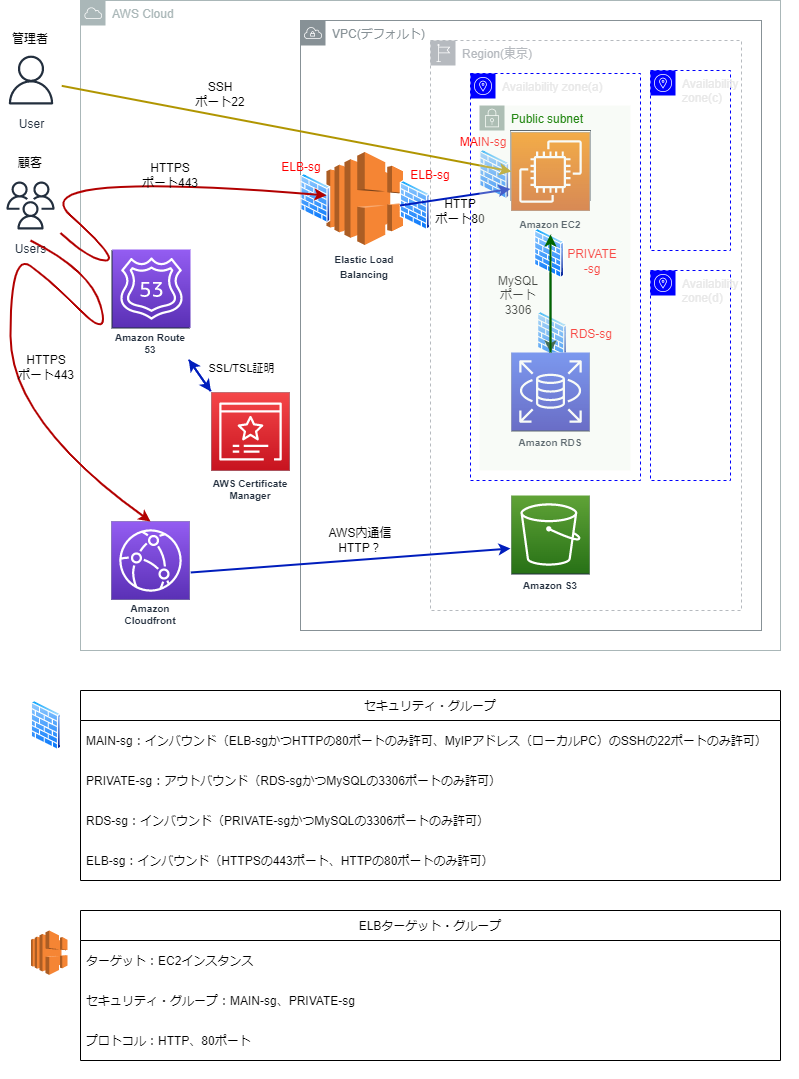 AWS Cloud
VPC(デフォルト)
管理者
Region(東京)
SSH
ポート22
Availability zone(a)
Availability
zone(c)
User
Public subnet
顧客
MAIN-sg
HTTPS
ポート443
ELB-sg
ELB-sg
HTTP
ポート80
Users
Amazon EC2
Elastic Load
Balancing
PRIVATE
-sg
MySQL
ポート
3306
Availability
zone(d)
53
Amazon Route
53
RDS-sg
HTTPS
ポート443
SSL/TSL証明
Amazon RDS
AWS Certificate
Manager
AWS内通信
HTTP？
Amazon S3
Amazon
Cloudfront
セキュリティ・グループ
MAIN-sg：インバウンド（ELB-sgかつHTTPの80ポートのみ許可、MyIPアドレス（ローカルPC）のSSHの22ポートのみ許可）
PRIVATE-sg：アウトバウンド（RDS-sgかつMySQLの3306ポートのみ許可）
RDS-sg：インバウンド（PRIVATE-sgかつMySQLの3306ポートのみ許可）
ELB-sg：インバウンド（HTTPSの443ポート、HTTPの80ポートのみ許可）
ELBターゲット・グループ
ターゲット：EC2インスタンス
セキュリティ・グループ：MAIN-sg、PRIVATE-sg
プロトコル：HTTP、80ポート